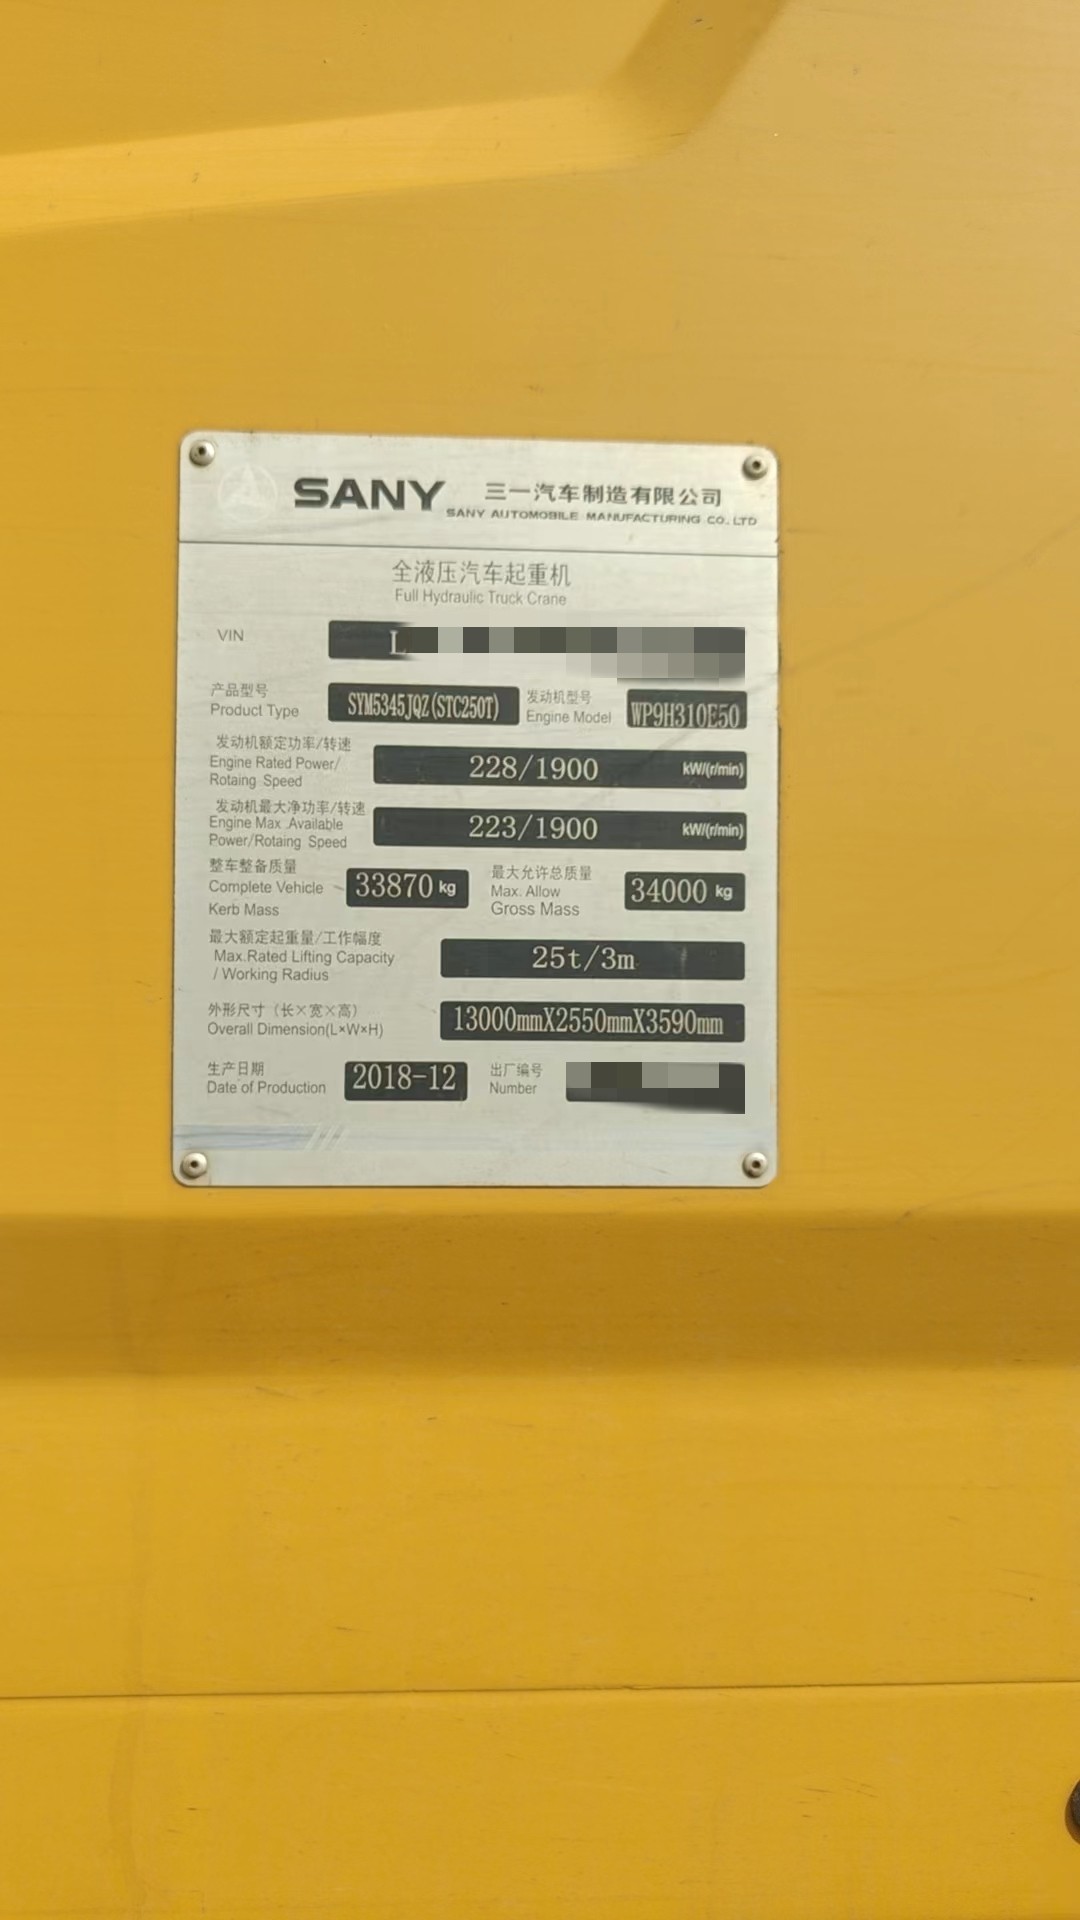 SANY 三一汽车制造有限公司
SANY AUTOMOBILE MANUFACTURING CO.,LTD
全液压汽车起重机
Full Hydraulic Truck Crane
VIN L
产品型号
Product Type
SYM5345JQZ(STC250T)
发动机型号
Engine Model
WP9H310E50
发动机额定功率/转速
Engine Rated Power/
Rotaing Speed
228/1900 kW/(r/min)
发动机最大净功率/转速
Engine Max .Available
Power/Rotaing Speed
223/1900 kW/(r/min)
整车整备质量
Complete Vehicle
Kerb Mass
33870 kg
最大允许总质量
Max. Allow
Gross Mass
34000 kg
最大额定起重量/工作幅度
Max.Rated Lifting Capacity
/ Working Radius
25t/3m
外形尺寸（长×宽×高）
Overall Dimension(L×W×H)
13000mmX2550mmX3590mm
生产日期
Date of Production
2018-12
出厂编号
Number